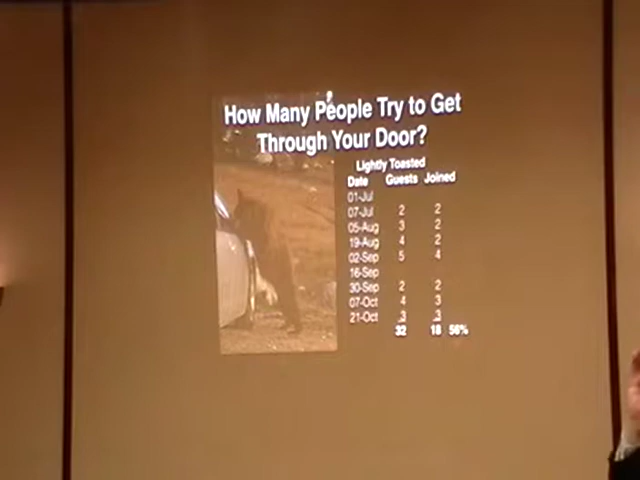 How Many People Try to Get
Through Your Door?
Lightly Toasted
Date Guests Joined
01-Jul
07-Jul 2 2
05-Aug 3 2
19-Aug 4 2
02-Sep 5 4
16-Sep
30-Sep 2 2
07-Oct 4 3
21-Oct 3 3
32 18 56%